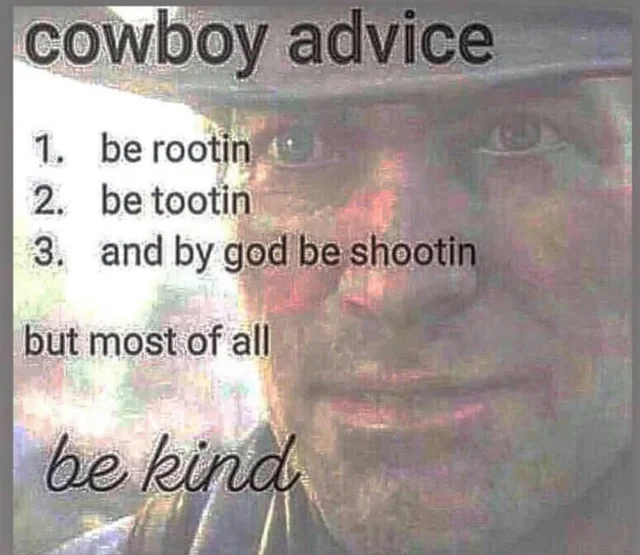 cowboy advice
1. be rootin
2. be tootin
3. and by god be shootin
but most of all
be kind